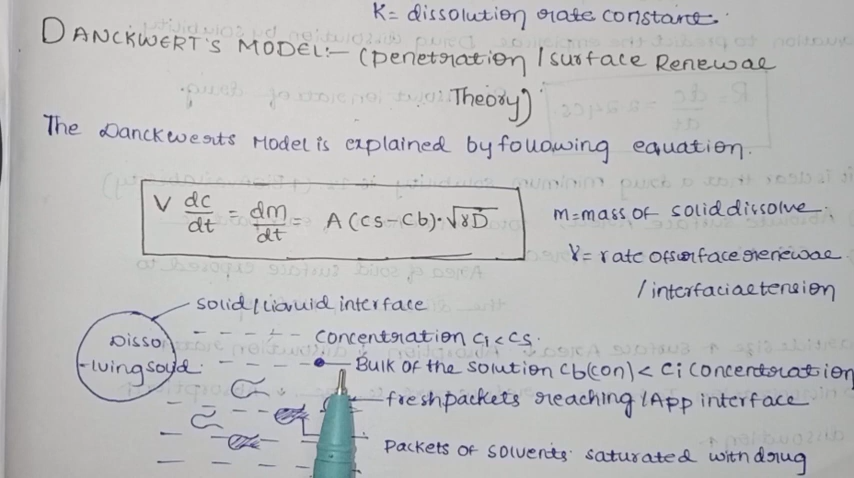 K= dissolution rate constant.
DANCKWERT'S MODEL:- (penetration / surface Renewal
Theory)
The Danckwerts Model is explained by following equation.
V dc/dt = dm/dt = A (Cs-Cb)·√γD
m=mass of solid dissolve.
γ= rate of surface renewal
/ interfacial tension
solid/liquid interface
Disso
-lving solid.
concentration Ci<Cs.
Bulk of the solution Cb(con) < Ci concentration
fresh packets reaching / App interface
Packets of solvents saturated with drug